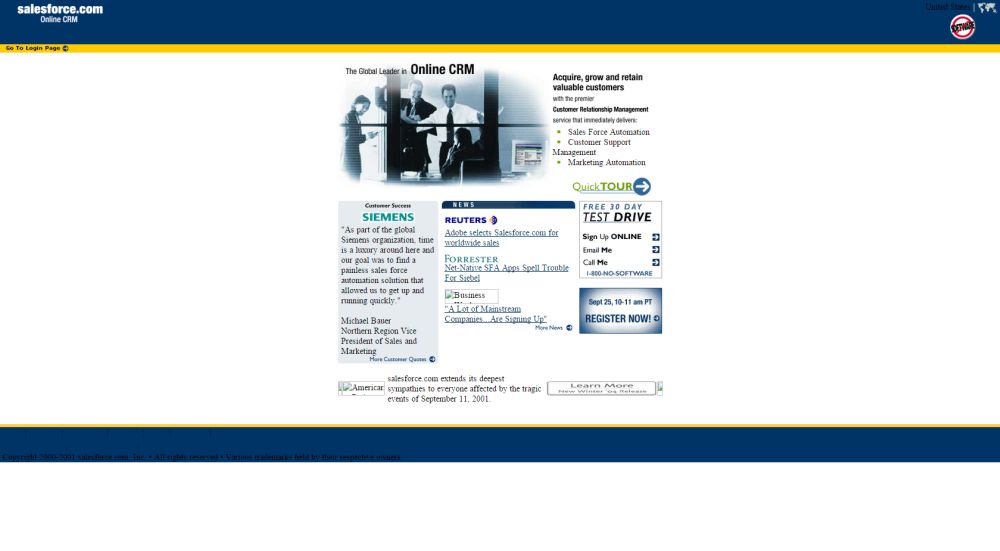 salesforce.com
Online CRM
United States |
SOFTWARE
Go To Login Page
The Global Leader in Online CRM
Acquire, grow and retain
valuable customers
with the premier
Customer Relationship Management
service that immediately delivers:
Sales Force Automation
Customer Support
Management
Marketing Automation
QuickTOUR
Customer Success
SIEMENS
"As part of the global
Siemens organization, time
is a luxury around here and
our goal was to find a
painless sales force
automation solution that
allowed us to get up and
running quickly."
Michael Bauer
Northern Region Vice
President of Sales and
Marketing
More Customer Quotes
NEWS
REUTERS
Adobe selects Salesforce.com for
worldwide sales
FORRESTER
Net-Native SFA Apps Spell Trouble
For Siebel
Business
"A Lot of Mainstream
Companies...Are Signing Up"
More News
FREE 30 DAY
TEST DRIVE
Sign Up ONLINE
Email Me
Call Me
1-800-NO-SOFTWARE
Sept 25, 10-11 am PT
REGISTER NOW!
American
salesforce.com extends its deepest
sympathies to everyone affected by the tragic
events of September 11, 2001.
Learn More
New Winter '04 Release
Copyright 2000-2001 salesforce.com, Inc. • All rights reserved • Various trademarks held by their respective owners.